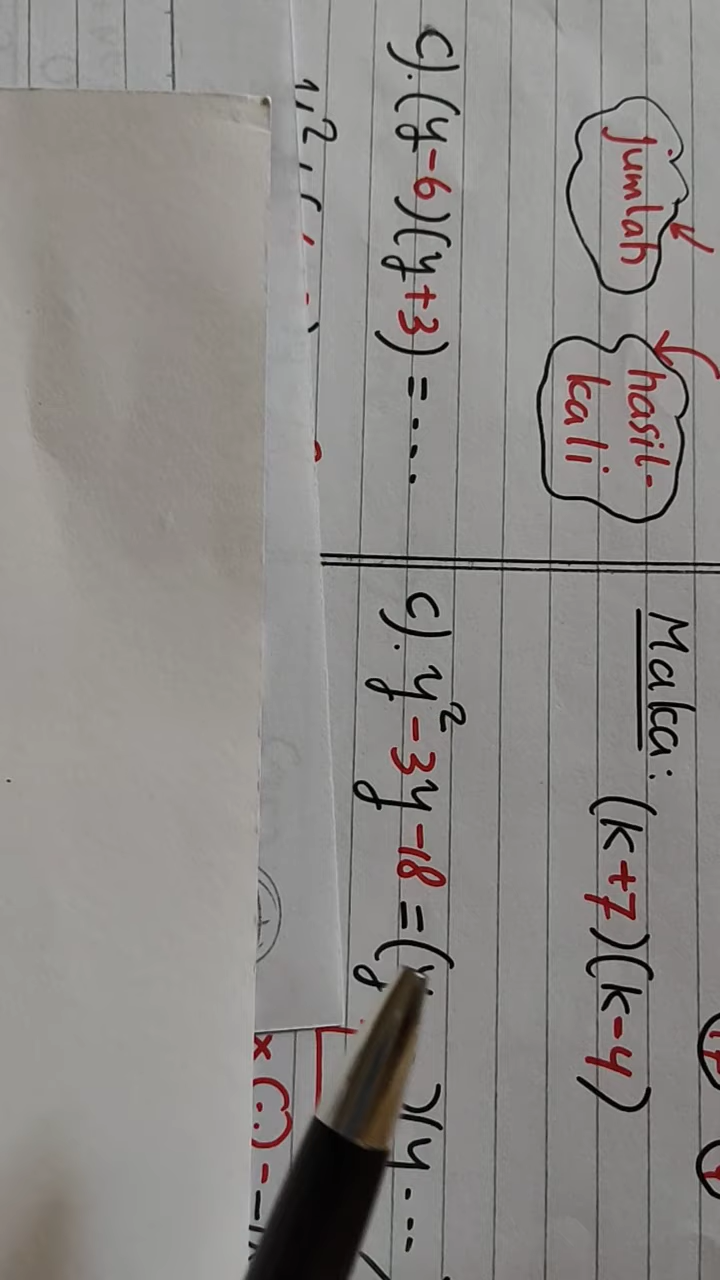 jumlah
hasil-
kali
Maka: (k+7)(k-4)
c). (y-6)(y+3) = ....
c). y²-3y-18 = (y )(y ...